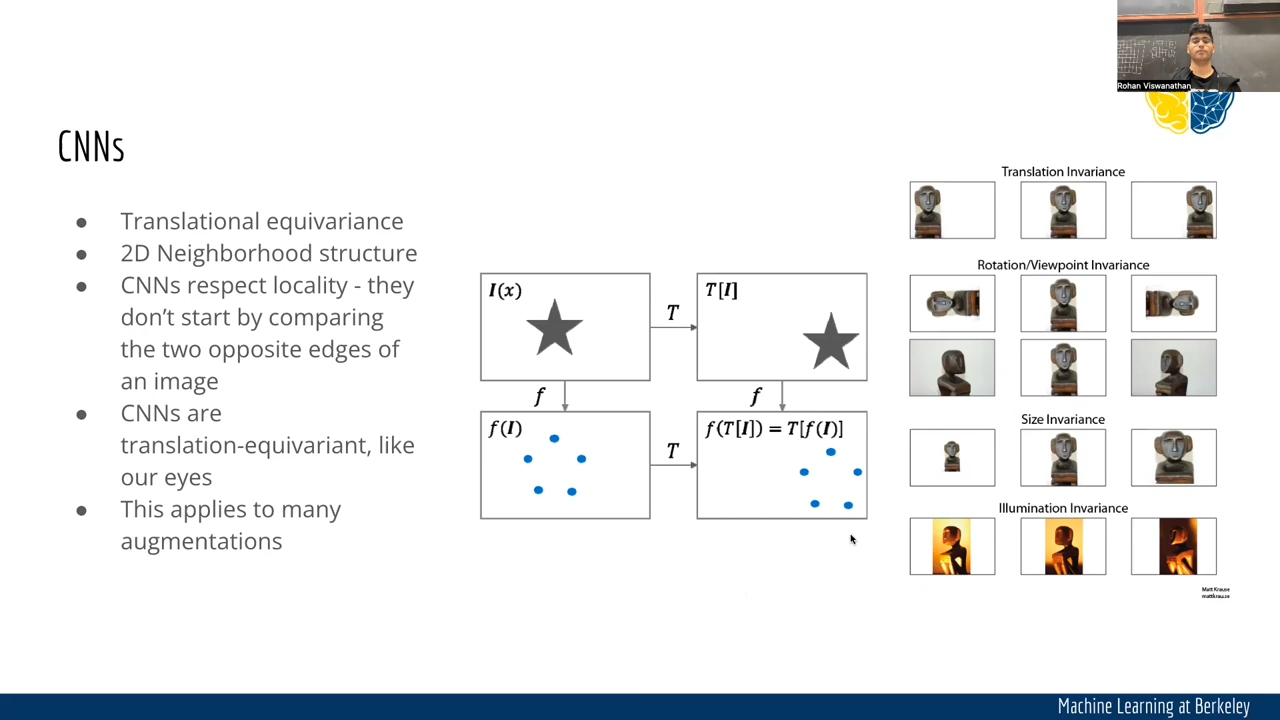 Rohan Viswanathan
CNNs
● Translational equivariance
● 2D Neighborhood structure
● CNNs respect locality - they
don't start by comparing
the two opposite edges of
an image
● CNNs are
translation-equivariant, like
our eyes
● This applies to many
augmentations
I(x)
T
T[I]
f
f
f(I)
T
f(T[I]) = T[f(I)]
Translation Invariance
Rotation/Viewpoint Invariance
Size Invariance
Illumination Invariance
Matt Krause
mattkrau.se
Machine Learning at Berkeley